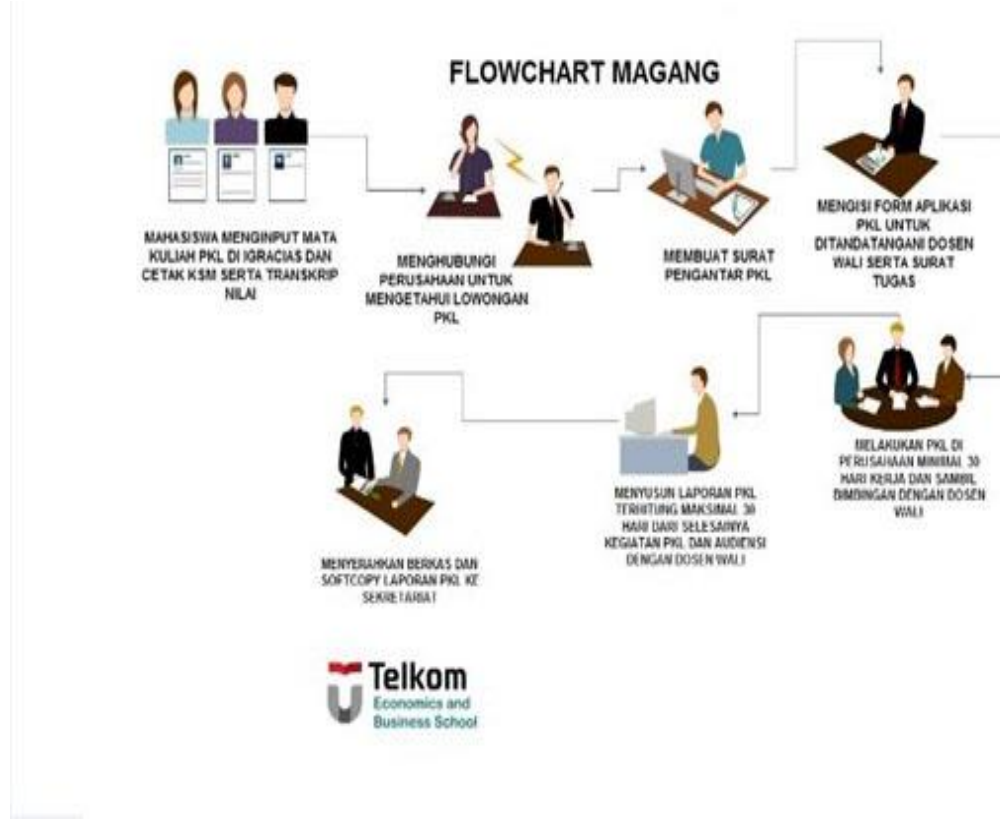 FLOWCHART MAGANG
MAHASISWA MENGINPUT MATA
KULIAH PKL DI IGRACIAS DAN
CETAK KSM SERTA TRANSKRIP
NILAI
MENGHUBUNGI
PERUSAHAAN UNTUK
MENGETAHUI LOWONGAN
PKL
MEMBUAT SURAT
PENGANTAR PKL
MENGISI FORM APLIKASI
PKL UNTUK
DITANDATANGANI DOSEN
WALI SERTA SURAT
TUGAS
MELAKUKAN PKL DI
PERUSAHAAN MINIMAL 30
HARI KERJA DAN SAMBIL
BIMBINGAN DENGAN DOSEN
WALI
MENYUSUN LAPORAN PKL
TERHITUNG MAKSIMAL 30
HARI DARI SELESAINYA
KEGIATAN PKL DAN AUDIENSI
DENGAN DOSEN WALI
MENYERAHKAN BERKAS DAN
SOFTCOPY LAPORAN PKL KE
SEKRETARIAT
Telkom
Economics and
Business School